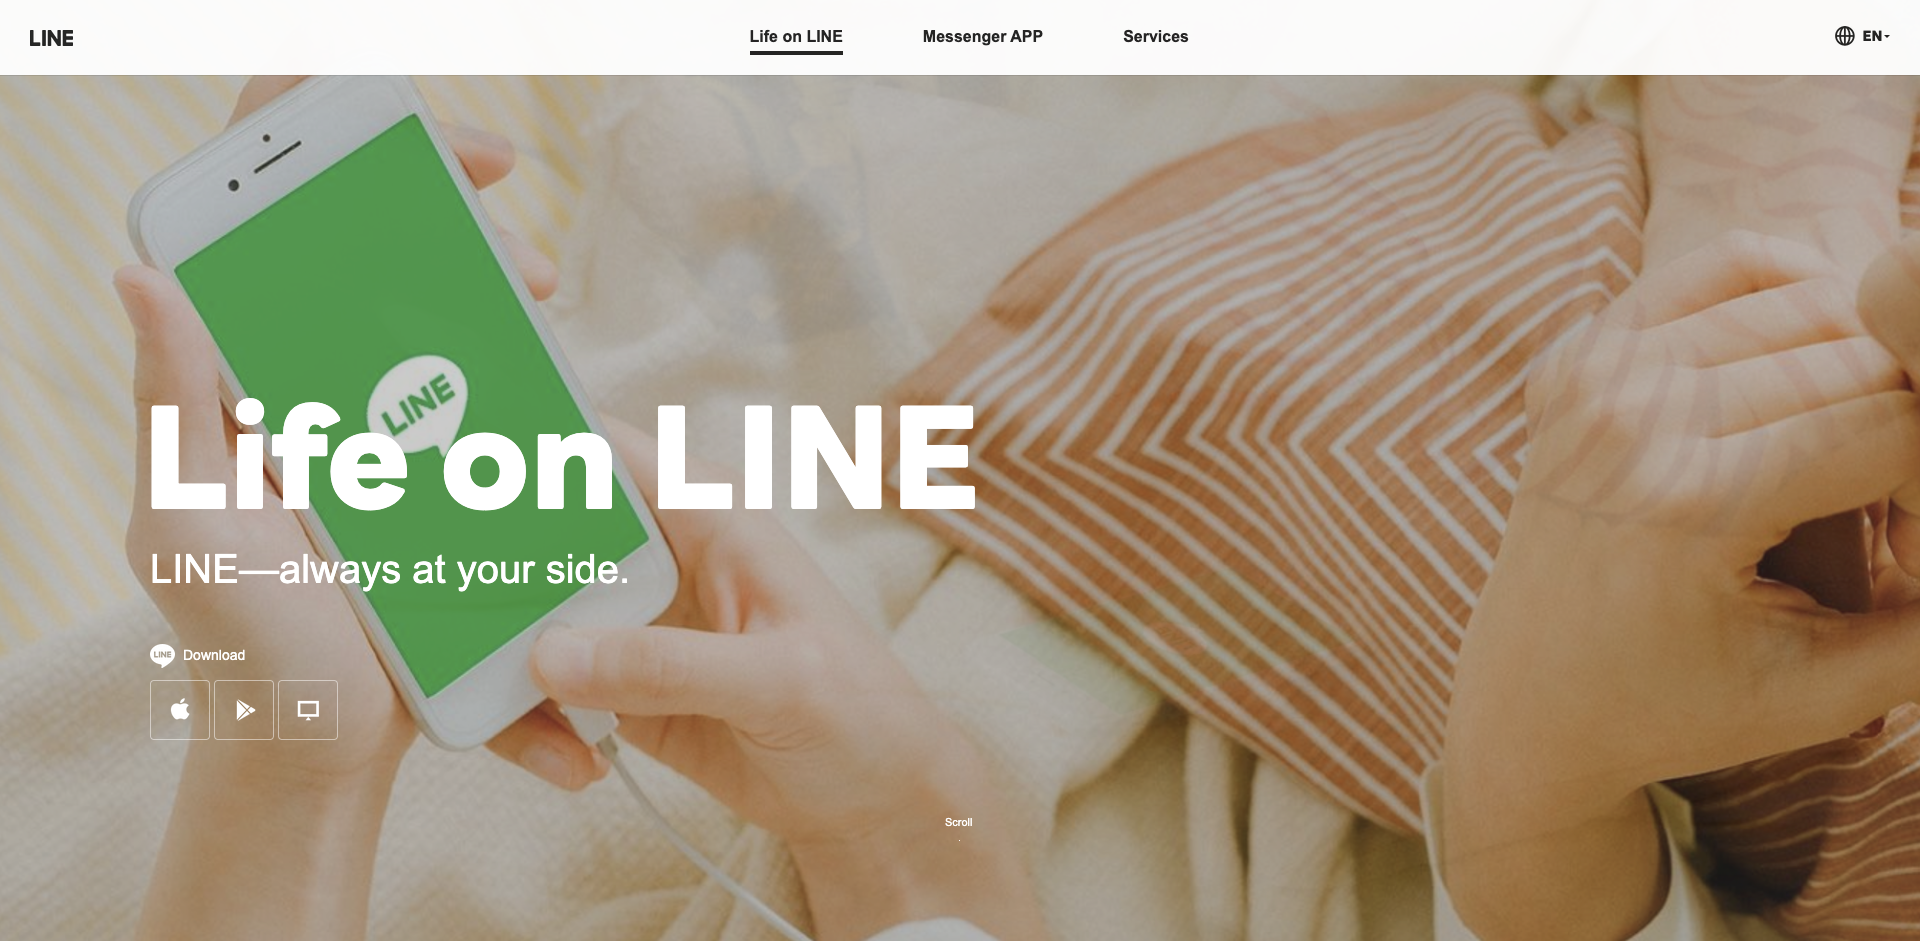 LINE
Life on LINE
Messenger APP
Services
EN
LINE
Life on LINE
LINE—always at your side.
LINE
Download
Scroll